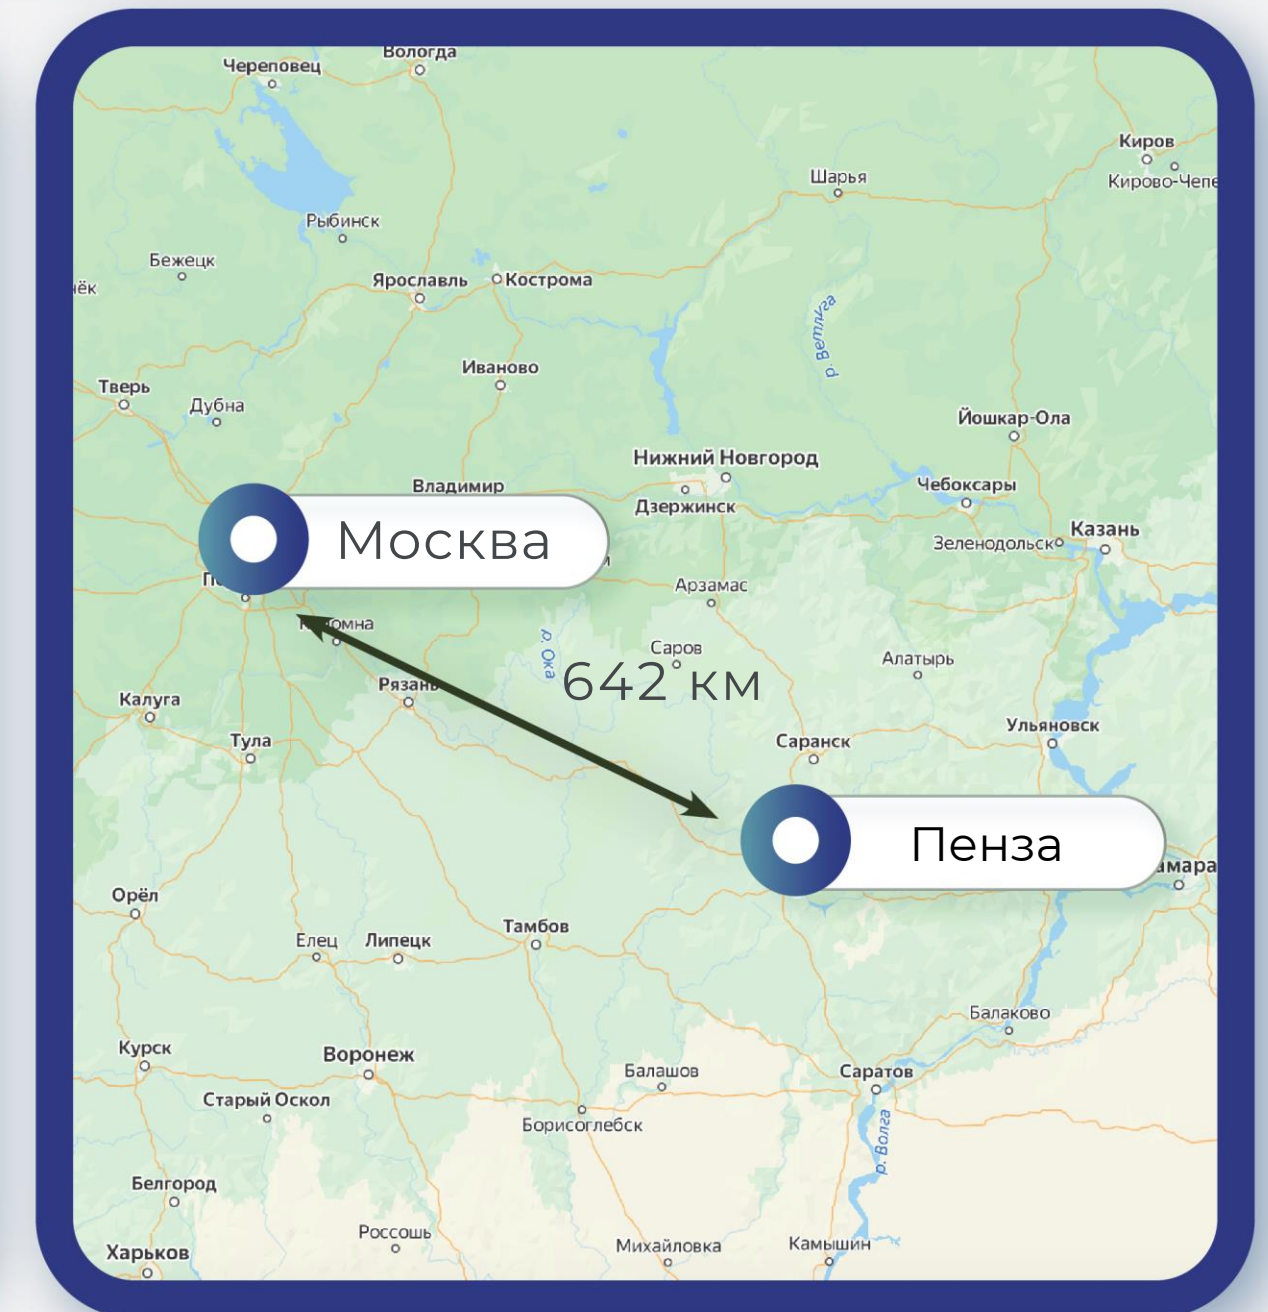 Вологда
Череповец
Киров
Шарья
Рыбинск
Бежецк
Ярославль
Кострома
р. Ветлуга
Иваново
Тверь
Дубна
Йошкар-Ола
Нижний Новгород
Владимир
Чебоксары
Дзержинск
Казань
Москва
Зеленодольск
Арзамас
р. Ока
Саров
Алатырь
642 км
Рязань
Калуга
Ульяновск
Тула
Саранск
Пенза
Орёл
Тамбов
Елец
Липецк
Балаково
Курск
Воронеж
Балашов
Саратов
Старый Оскол
Борисоглебск
р. Волга
Белгород
Россошь
Михайловка
Камышин
Харьков